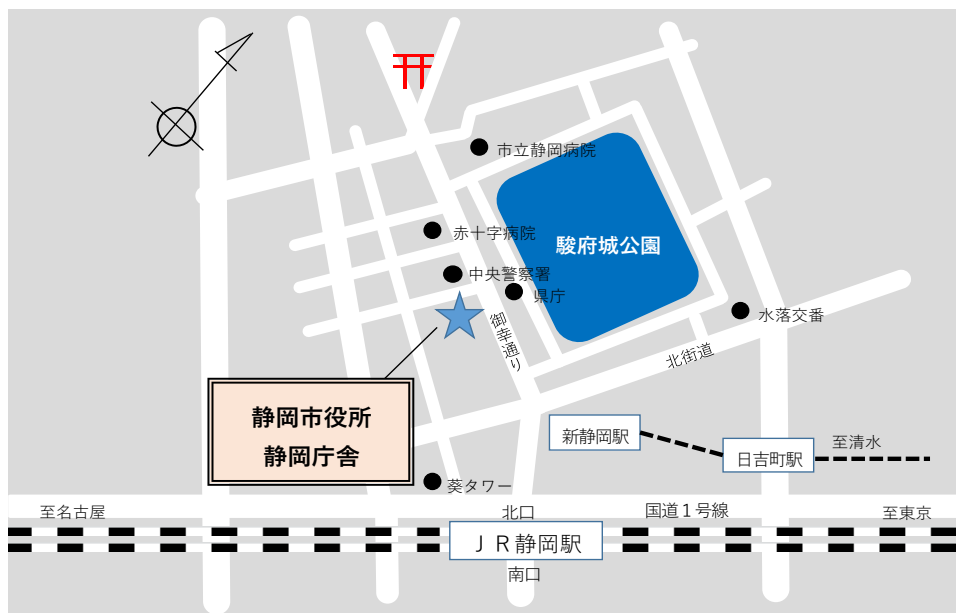 市立静岡病院
赤十字病院
駿府城公園
中央警察署
県庁
水落交番
御幸通り
北街道
静岡市役所
静岡庁舎
新静岡駅
日吉町駅
至清水
葵タワー
至名古屋
北口
国道１号線
至東京
ＪＲ静岡駅
南口